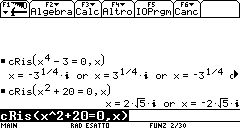 F1 F2 Algebra F3 Calc F4 Altro F5 IOPrgm F6 Canc
▪ cRis(x⁴ - 3 = 0, x)
x = -3^1/4·i or x = 3^1/4·i or x = -3^1/4
▪ cRis(x² + 20 = 0, x)
x = 2·√5·i or x = -2·√5·i
cRis(x^2+20=0,x)
MAIN RAD ESATTO FUNZ 2/30